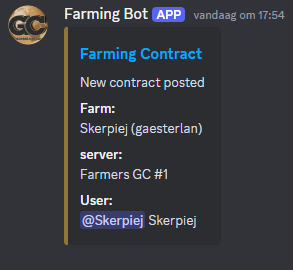 GC
Farming Bot APP vandaag om 17:54
Farming Contract
New contract posted
Farm:
Skerpiej (gaesterlan)
server:
Farmers GC #1
User:
@Skerpiej Skerpiej